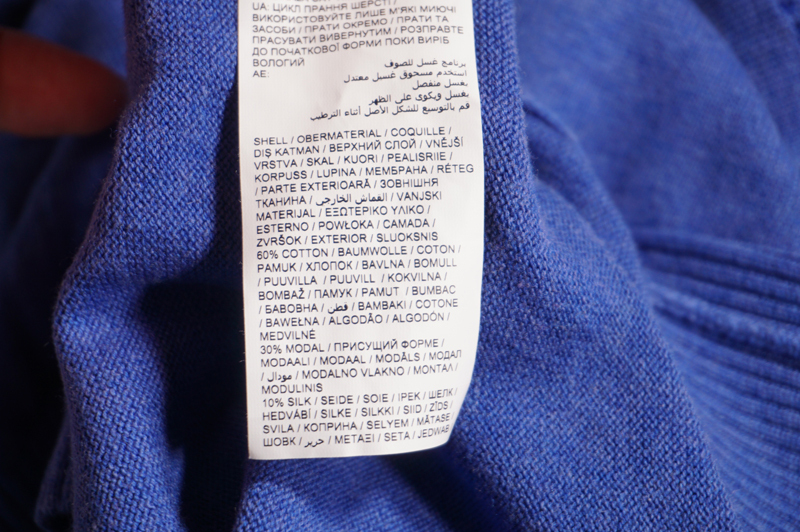 UA: ЦИКЛ ПРАННЯ ШЕРСТІ /
ВИКОРИСТОВУЙТЕ ЛИШЕ М'ЯКІ МИЮЧІ
ЗАСОБИ / ПРАТИ ОКРЕМО / ПРАТИ ТА
ПРАСУВАТИ ВИВЕРНУТИМ / РОЗПРАВТЕ
ДО ПОЧАТКОВОЇ ФОРМИ ПОКИ ВИРІБ
ВОЛОГИЙ
AE: برنامج غسل للصوف
استخدم مسحوق غسيل معتدل
يغسل منفصل
يغسل ويكوى على الظهر
قم بالتوسيع للشكل الأصل أثناء الترطيب
SHELL / OBERMATERIAL / COQUILLE /
DIŞ KATMAN / ВЕРХНИЙ СЛОЙ / VNĚJŠÍ
VRSTVA / SKAL / KUORI / PEALISRIIE /
KORPUSS / LUPINA / МЕМБРАНА / RÉTEG
/ PARTE EXTERIOARĂ / ЗОВНІШНЯ
ТКАНИНА / القماش الخارجي / VANJSKI
MATERIJAL / ΕΞΩΤΕΡΙΚΟ ΥΛΙΚΟ /
ESTERNO / POWŁOKA / CAMADA /
ZVRŠOK / EXTERIOR / SLUOKSNIS
60% COTTON / BAUMWOLLE / COTON /
PAMUK / ХЛОПОК / BAVLNA / BOMULL
/ PUUVILLA / PUUVILL / KOKVILNA /
BOMBAŽ / ПАМУК / PAMUT / BUMBAC
/ БАВОВНА / قطن / ΒΑΜΒΑΚΙ / COTONE
/ BAWEŁNA / ALGODÃO / ALGODÓN /
MEDVILNĖ
30% MODAL / ПРИСУЩИЙ ФОРМЕ /
MODAALI / MODAAL / MODĀLS / МОДАЛ
/ مودال / MODALNO VLAKNO / ΜΟΝΤΑΛ /
MODULINIS
10% SILK / SEIDE / SOIE / İPEK / ШЕЛК /
HEDVÁBÍ / SILKE / SILKKI / SIID / ZĪDS /
SVILA / КОПРИНА / SELYEM / MĂTASE /
ШОВК / حرير / ΜΕΤΑΞΙ / SETA / JEDWAB